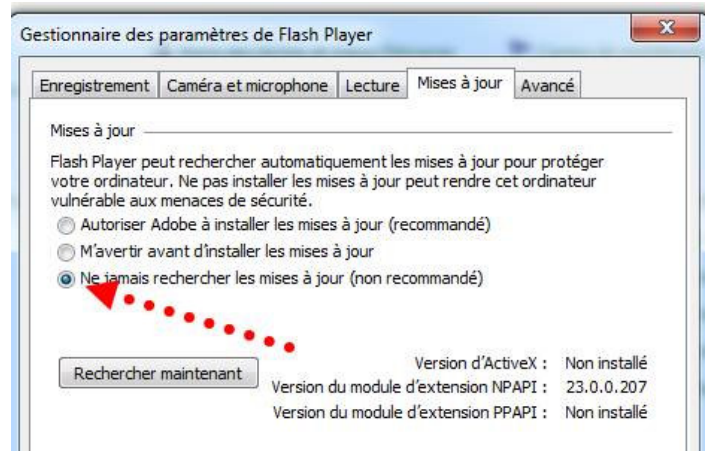 Gestionnaire des paramètres de Flash Player
Enregistrement Caméra et microphone Lecture Mises à jour Avancé
Mises à jour
Flash Player peut rechercher automatiquement les mises à jour pour protéger
votre ordinateur. Ne pas installer les mises à jour peut rendre cet ordinateur
vulnérable aux menaces de sécurité.
Autoriser Adobe à installer les mises à jour (recommandé)
M'avertir avant d'installer les mises à jour
Ne jamais rechercher les mises à jour (non recommandé)
Rechercher maintenant
Version d'ActiveX : Non installé
Version du module d'extension NPAPI : 23.0.0.207
Version du module d'extension PPAPI : Non installé